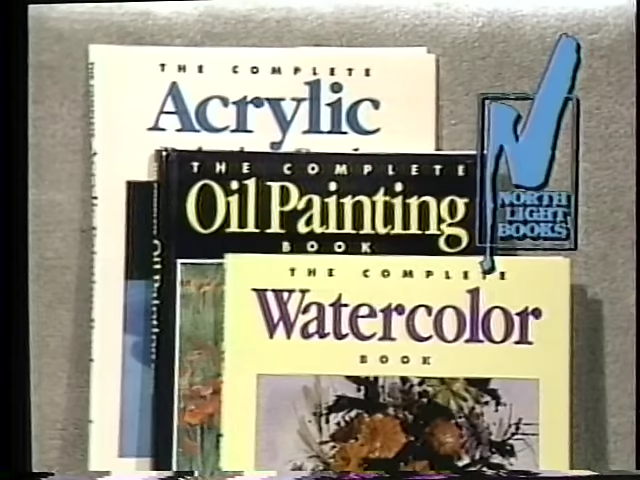 THE COMPLETE
Acrylic
THE COMPLETE
Oil Painting
BOOK
THE COMPLETE
Watercolor
BOOK
NORTH
LIGHT
BOOKS